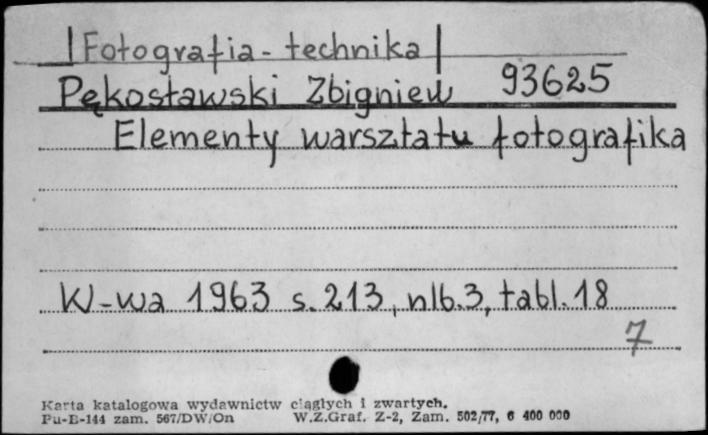 |Fotografia - technika|
Pękosławski Zbigniew 93625
Elementy warsztatu fotografika
W-wa 1963 s. 213, nlb. 3, tabl. 18
7
Karta katalogowa wydawnictw ciągłych i zwartych.
Pu-B-144 zam. 567/DW/On W.Z.Graf. Z-2, Zam. 502/77, 6 400 000